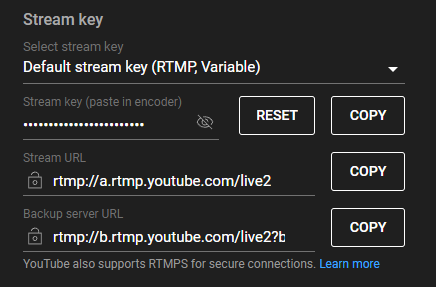 Stream key
Select stream key
Default stream key (RTMP, Variable)
Stream key (paste in encoder)
••••••••••••••••••••••••
RESET
COPY
Stream URL
rtmp://a.rtmp.youtube.com/live2
COPY
Backup server URL
rtmp://b.rtmp.youtube.com/live2?b
COPY
YouTube also supports RTMPS for secure connections. Learn more